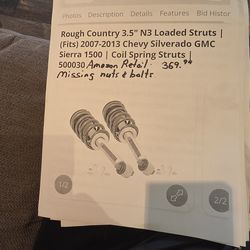 Photos Description Details Features Bid Histor
Rough Country 3.5" N3 Loaded Struts |
(Fits) 2007-2013 Chevy Silverado GMC
Sierra 1500 | Coil Spring Struts |
500030 Amazon Retail. 369.94
Missing nuts & bolts
1/2
2/2